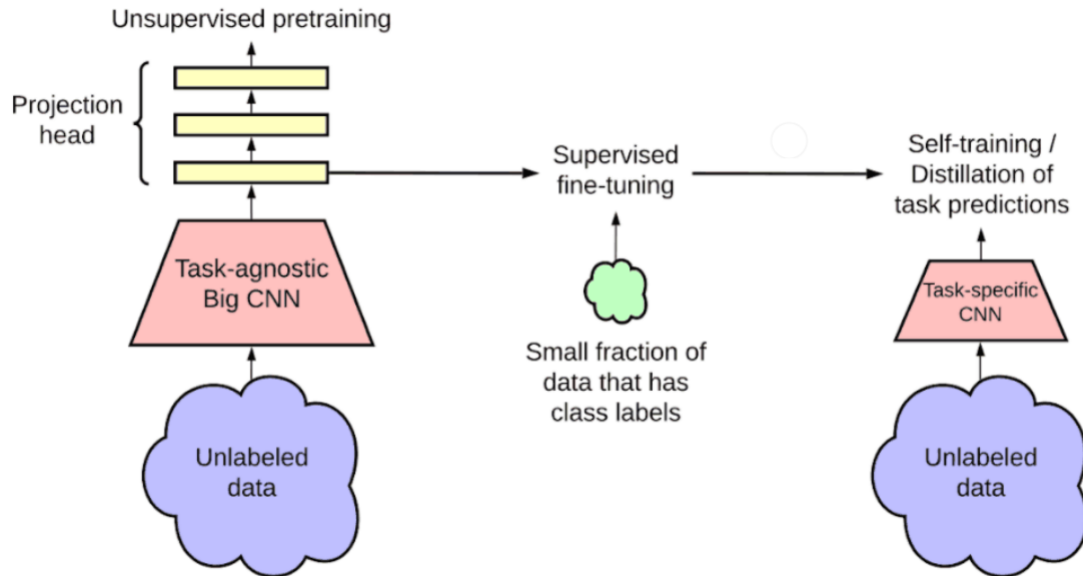 Unsupervised pretraining
Projection
head
Task-agnostic
Big CNN
Unlabeled
data
Supervised
fine-tuning
Small fraction of
data that has
class labels
Self-training /
Distillation of
task predictions
Task-specific
CNN
Unlabeled
data